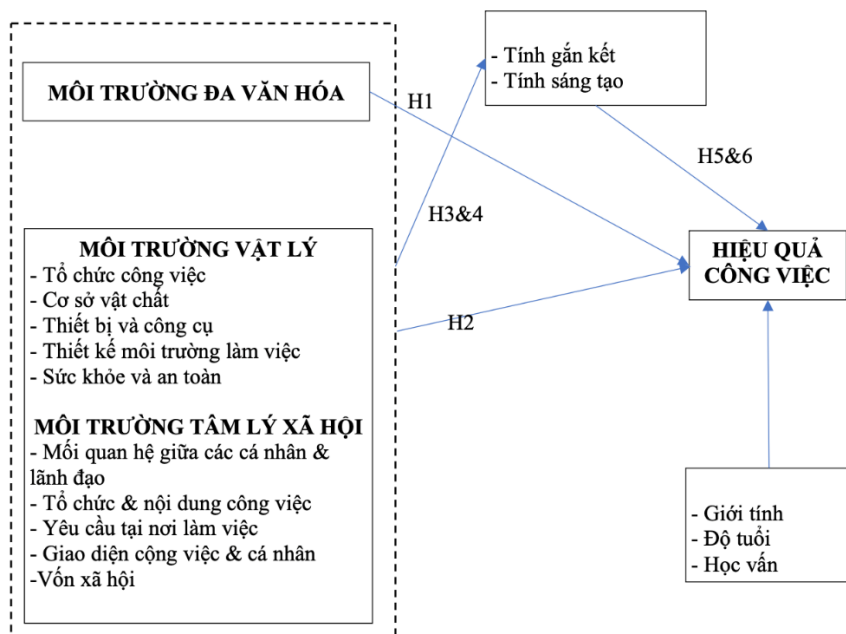 MÔI TRƯỜNG ĐA VĂN HÓA
MÔI TRƯỜNG VẬT LÝ
- Tổ chức công việc
- Cơ sở vật chất
- Thiết bị và công cụ
- Thiết kế môi trường làm việc
- Sức khỏe và an toàn
MÔI TRƯỜNG TÂM LÝ XÃ HỘI
- Mối quan hệ giữa các cá nhân &
lãnh đạo
- Tổ chức & nội dung công việc
- Yêu cầu tại nơi làm việc
- Giao diện cộng việc & cá nhân
-Vốn xã hội
H1
H3&4
H2
- Tính gắn kết
- Tính sáng tạo
H5&6
HIỆU QUẢ
CÔNG VIỆC
- Giới tính
- Độ tuổi
- Học vấn